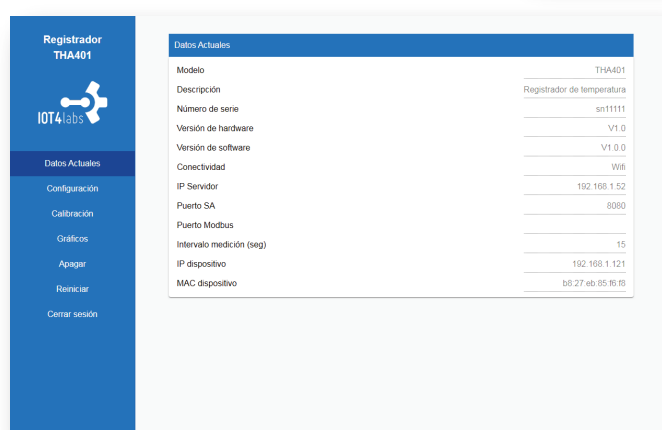 Registrador
THA401
IOT4labs
Datos Actuales
Configuración
Calibración
Gráficos
Apagar
Reiniciar
Cerrar sesión
Datos Actuales
Modelo THA401
Descripción Registrador de temperatura
Número de serie sn11111
Versión de hardware V1.0
Versión de software V1.0.0
Conectividad Wifi
IP Servidor 192.168.1.52
Puerto SA 8080
Puerto Modbus
Intervalo medición (seg) 15
IP dispositivo 192.168.1.121
MAC dispositivo b8:27:eb:85:f6:f8